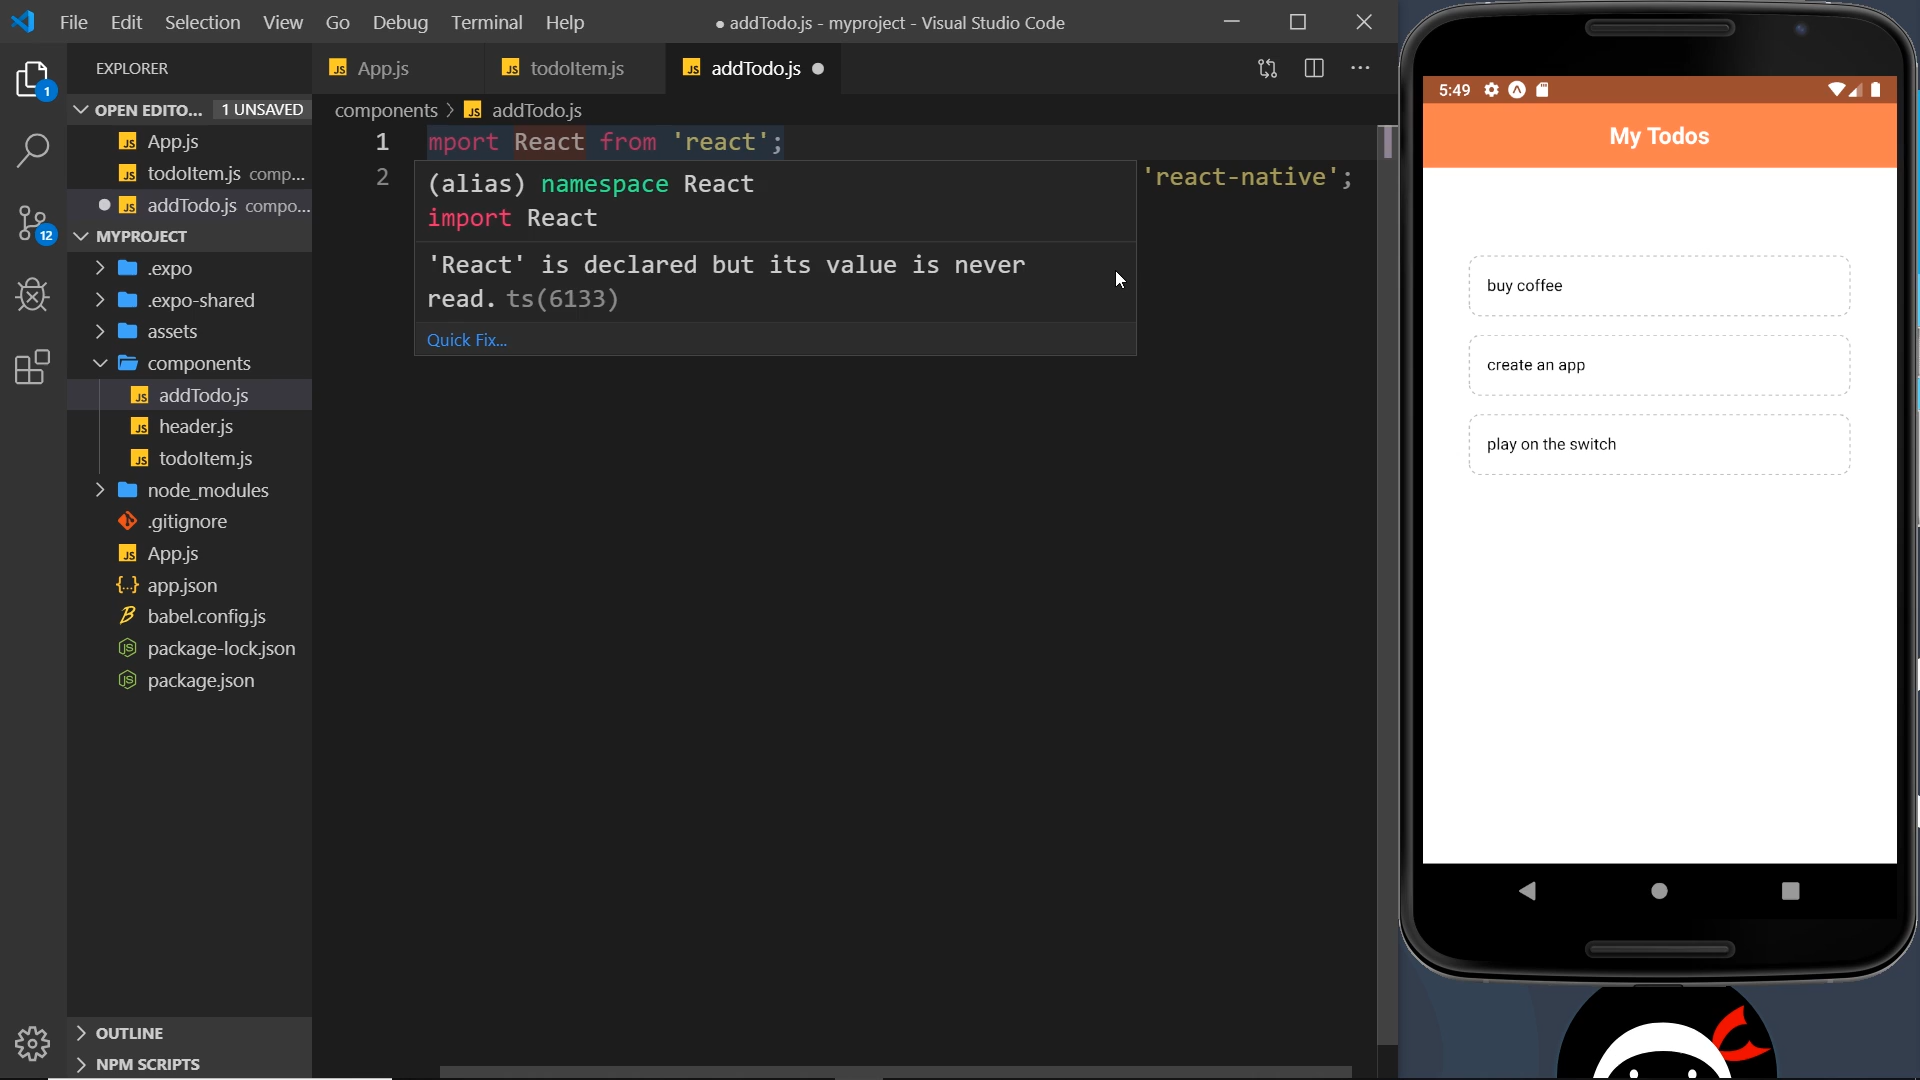 File Edit Selection View Go Debug Terminal Help
● addTodo.js - myproject - Visual Studio Code
EXPLORER
OPEN EDITO... 1 UNSAVED
App.js
todoItem.js comp...
addTodo.js compo...
MYPROJECT
.expo
.expo-shared
assets
components
addTodo.js
header.js
todoItem.js
node_modules
.gitignore
App.js
app.json
babel.config.js
package-lock.json
package.json
OUTLINE
NPM SCRIPTS
1
12
App.js todoItem.js addTodo.js
components > addTodo.js
1 mport React from 'react';
2 'react-native';
(alias) namespace React
import React
'React' is declared but its value is never
read. ts(6133)
Quick Fix...
5:49
My Todos
buy coffee
create an app
play on the switch